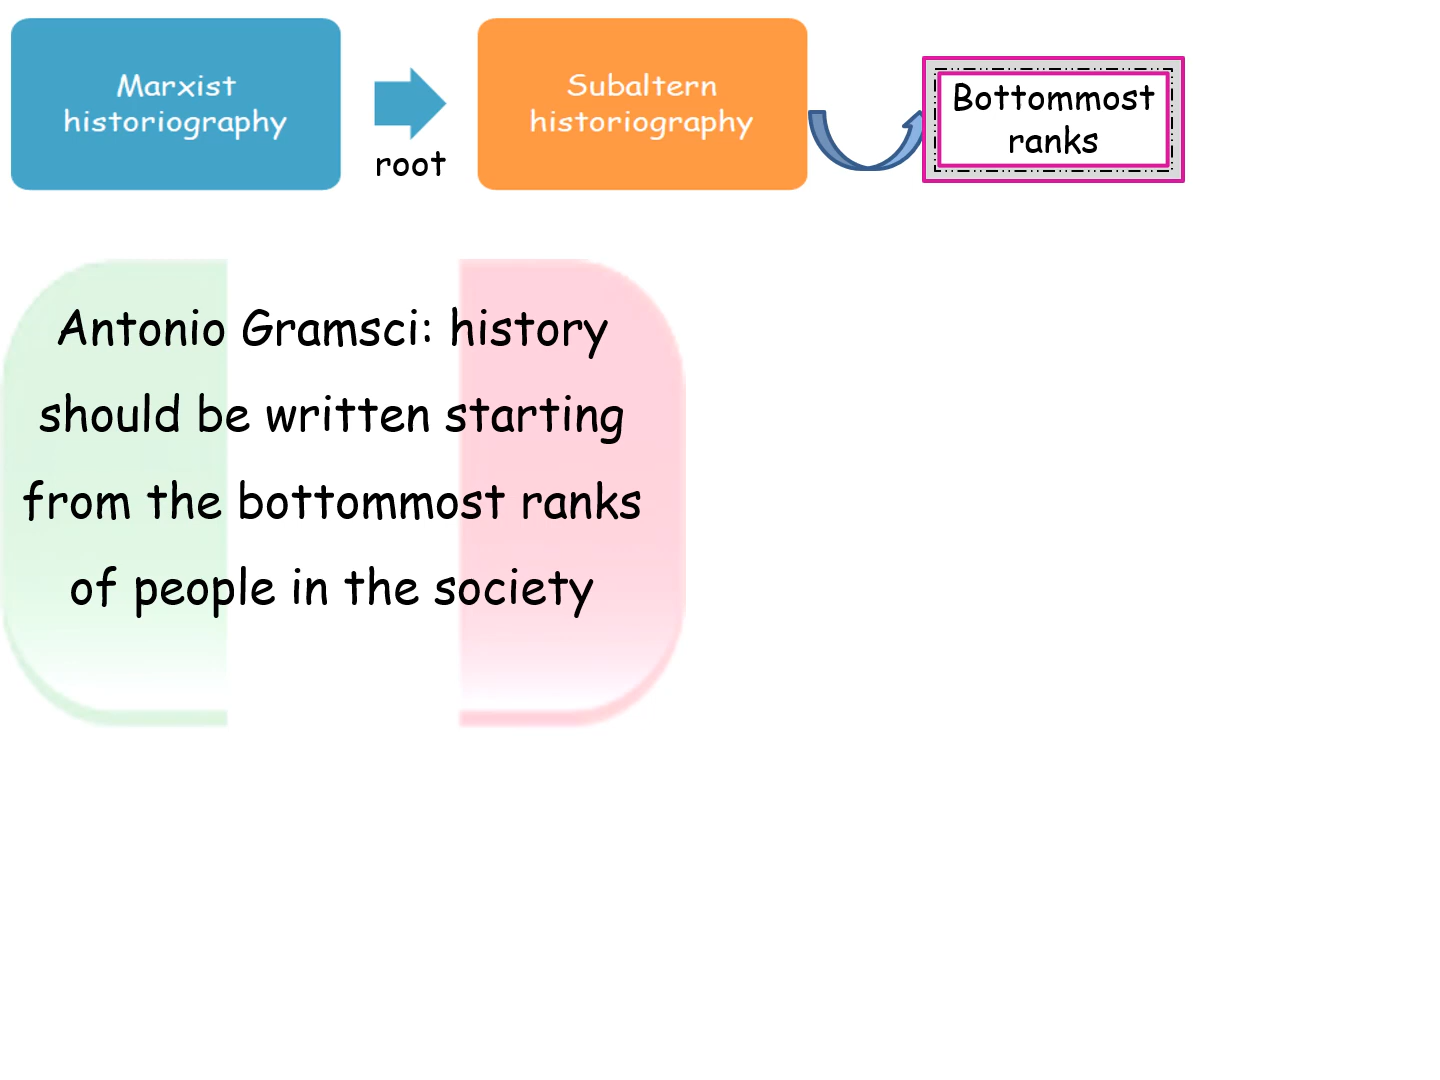 Marxist
historiography
root
Subaltern
historiography
Bottommost
ranks
Antonio Gramsci: history
should be written starting
from the bottommost ranks
of people in the society